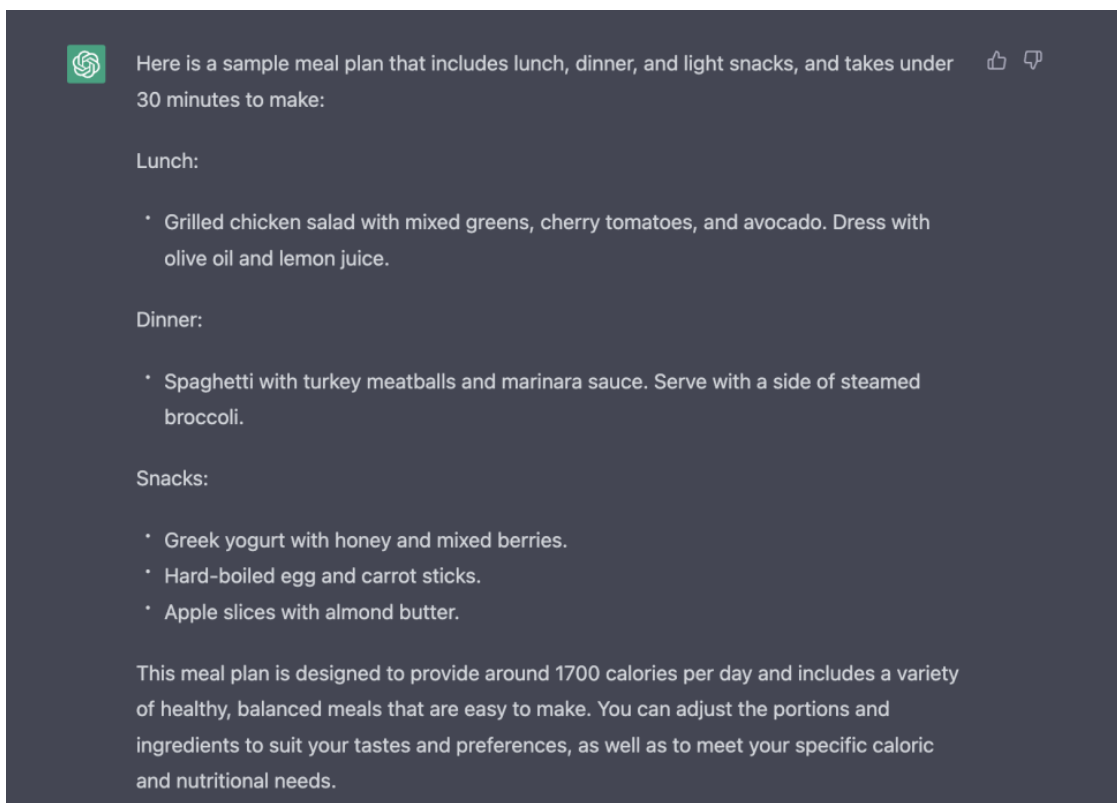 Here is a sample meal plan that includes lunch, dinner, and light snacks, and takes under
30 minutes to make:
Lunch:
• Grilled chicken salad with mixed greens, cherry tomatoes, and avocado. Dress with
olive oil and lemon juice.
Dinner:
• Spaghetti with turkey meatballs and marinara sauce. Serve with a side of steamed
broccoli.
Snacks:
• Greek yogurt with honey and mixed berries.
• Hard-boiled egg and carrot sticks.
• Apple slices with almond butter.
This meal plan is designed to provide around 1700 calories per day and includes a variety
of healthy, balanced meals that are easy to make. You can adjust the portions and
ingredients to suit your tastes and preferences, as well as to meet your specific caloric
and nutritional needs.